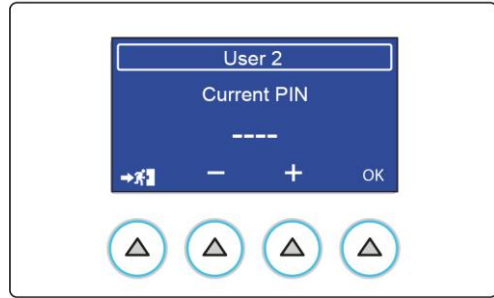 User 2
Current PIN
----
− + OK